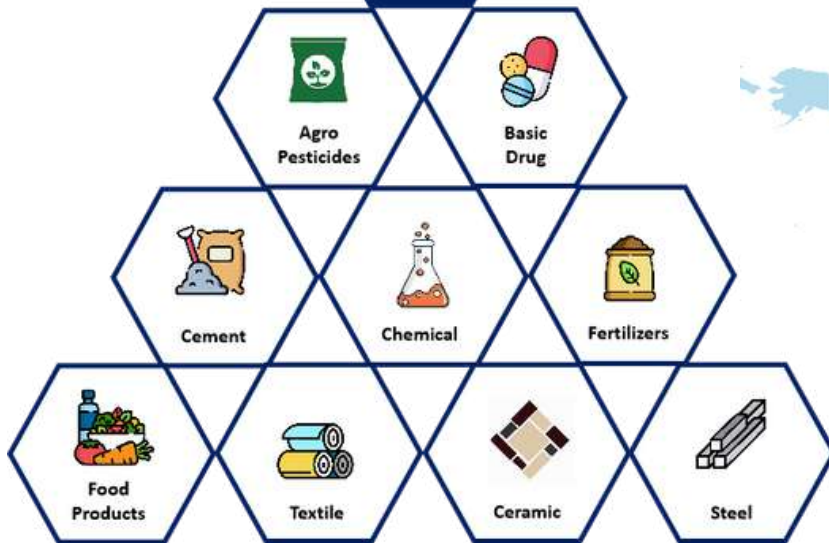 Agro
Pesticides
Basic
Drug
Cement
Chemical
Fertilizers
Food
Products
Textile
Ceramic
Steel